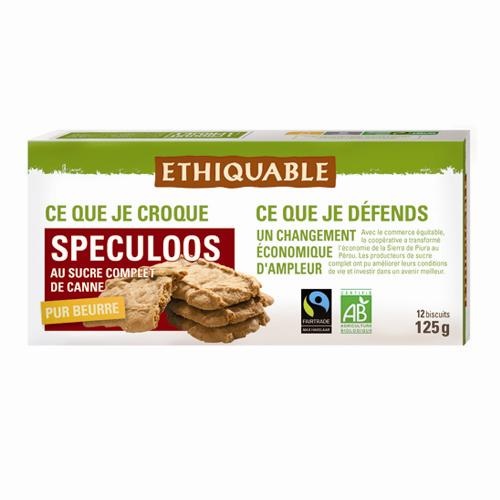 ETHIQUABLE
CE QUE JE CROQUE
SPECULOOS
AU SUCRE COMPLET
DE CANNE
PUR BEURRE
CE QUE JE DÉFENDS
UN CHANGEMENT
ÉCONOMIQUE
D'AMPLEUR
Avec le commerce équitable,
la coopérative a transformé
l'économie de la Sierra de Piura au
Pérou. Les producteurs de sucre
complet ont pu améliorer leurs conditions
de vie et investir dans un avenir meilleur.
FAIRTRADE
MAX HAVELAAR
CERTIFIÉ
AB
AGRICULTURE
BIOLOGIQUE
12 biscuits
125g